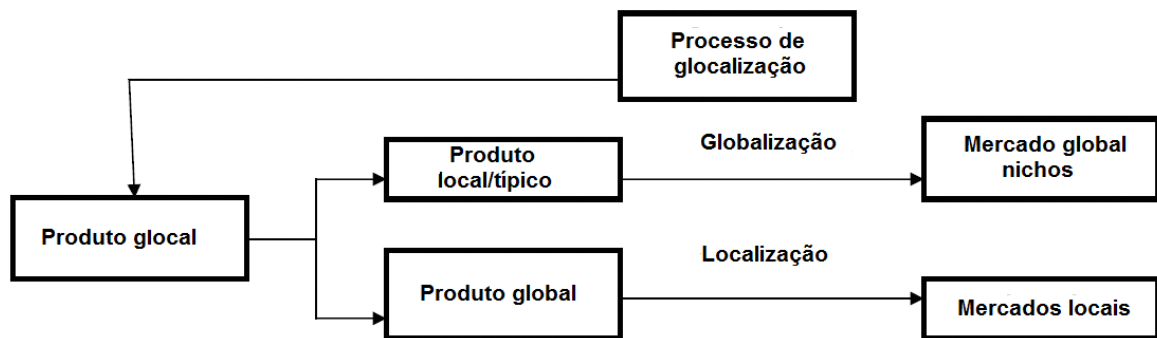 Processo de
glocalização
Produto
local/típico
Globalização
Mercado global
nichos
Produto glocal
Localização
Produto global
Mercados locais